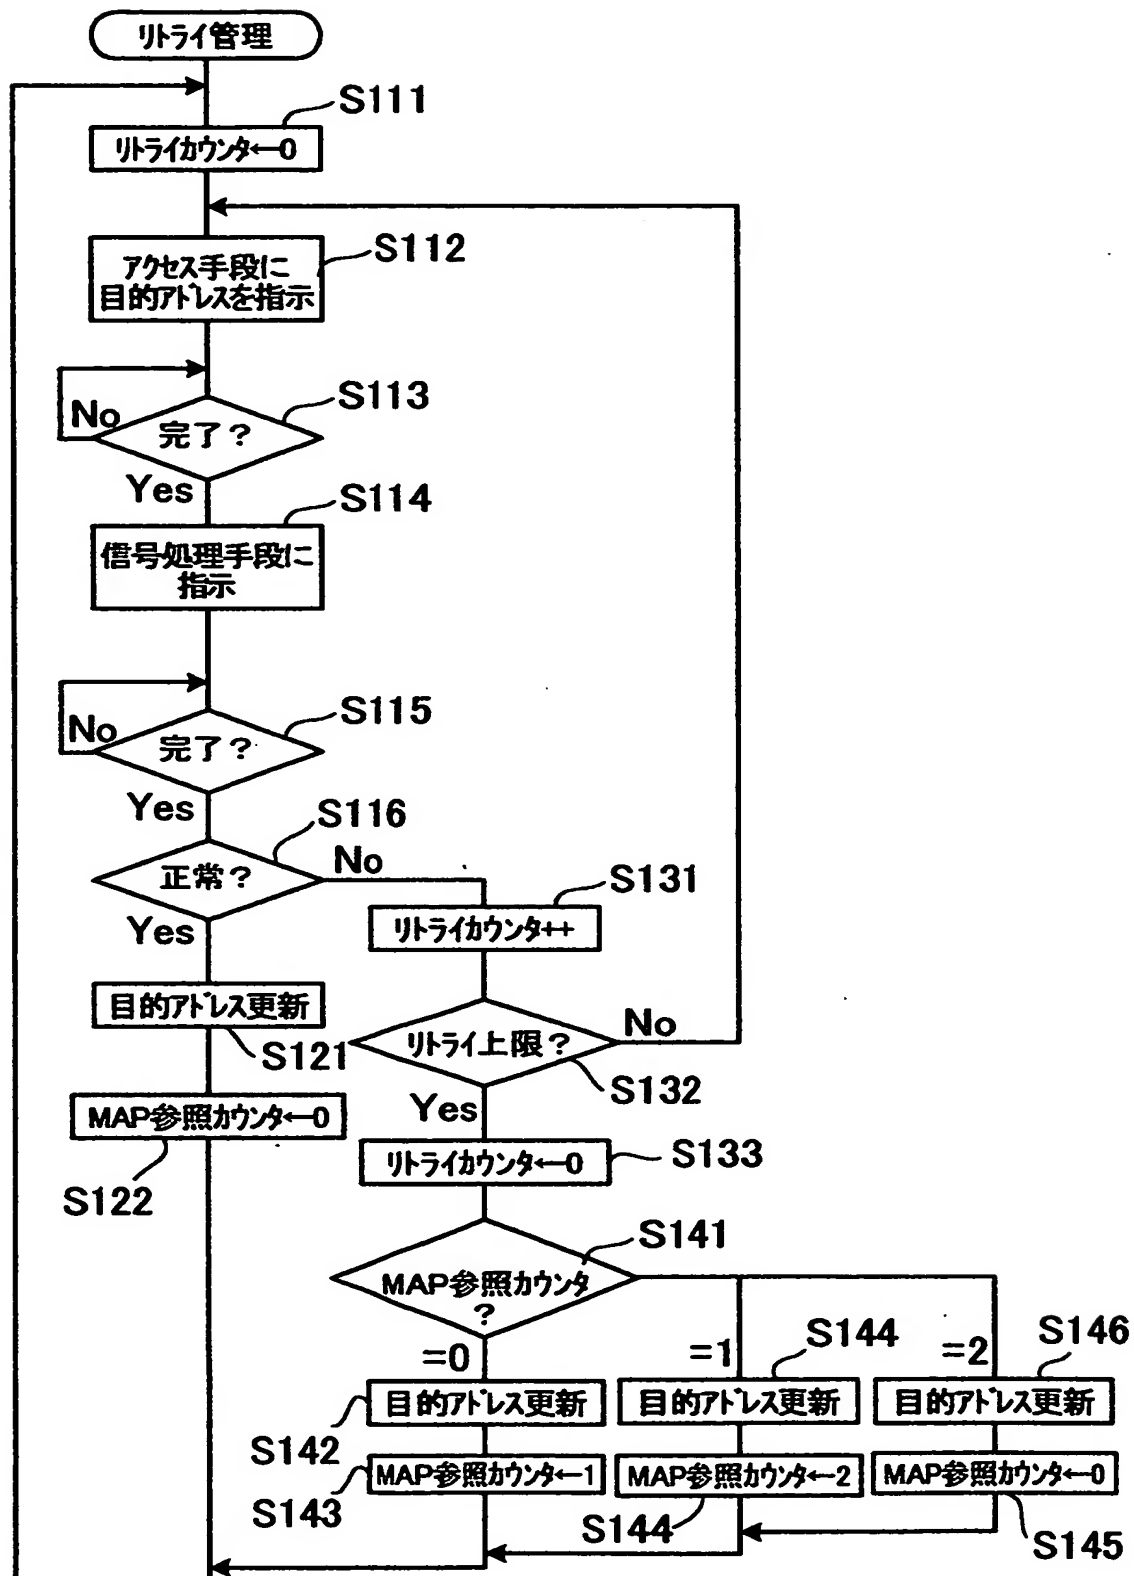 リトライ管理
S111
リトライカウンタ←0
S112
アクセス手段に
目的アドレスを指示
S113
No
完了?
Yes
S114
信号処理手段に
指示
S115
No
完了?
Yes
S116
正常?
No
Yes
S131
リトライカウンタ++
目的アドレス更新
S121
リトライ上限?
No
S132
Yes
MAP参照カウンタ←0
S122
リトライカウンタ←0
S133
S141
MAP参照カウンタ
?
=0
=1
S144
=2
S146
目的アドレス更新
目的アドレス更新
目的アドレス更新
S142
MAP参照カウンタ←1
MAP参照カウンタ←2
MAP参照カウンタ←0
S143
S144
S145